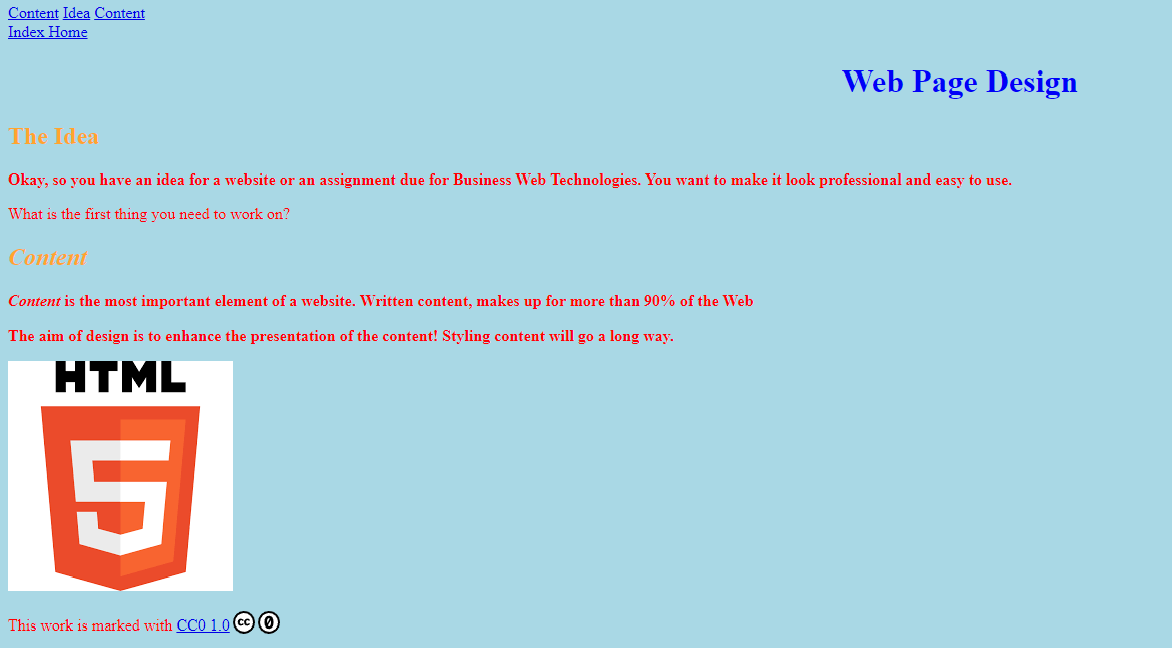 Content Idea Content
Index Home
Web Page Design
The Idea
Okay, so you have an idea for a website or an assignment due for Business Web Technologies. You want to make it look professional and easy to use.
What is the first thing you need to work on?
Content
Content is the most important element of a website. Written content, makes up for more than 90% of the Web
The aim of design is to enhance the presentation of the content! Styling content will go a long way.
HTML
5
This work is marked with CC0 1.0 cc 0